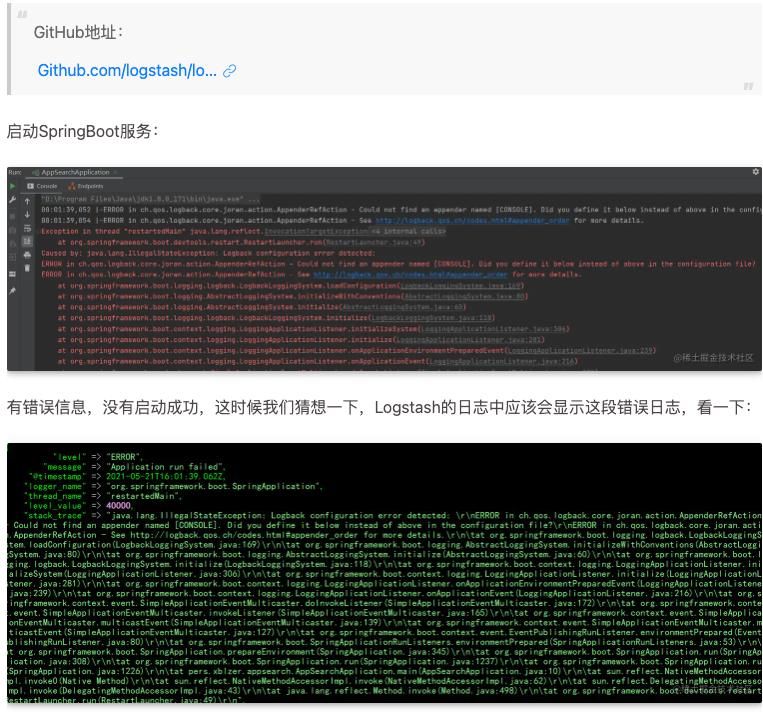 GitHub地址：
Github.com/logstash/lo...
启动SpringBoot服务：
Run: AppSearchApplication ×
Console Endpoints
"D:\Program Files\Java\jdk1.8.0_171\bin\java.exe" ...
00:01:39,052 |-ERROR in ch.qos.logback.core.joran.action.AppenderRefAction - Could not find an appender named [CONSOLE]. Did you define it below instead of above in the confi
00:01:39,054 |-ERROR in ch.qos.logback.core.joran.action.AppenderRefAction - See http://logback.qos.ch/codes.html#appender_order for more details.
Exception in thread "restartedMain" java.lang.reflect.InvocationTargetException <4 internal calls>
at org.springframework.boot.devtools.restart.RestartLauncher.run(RestartLauncher.java:49)
Caused by: java.lang.IllegalStateException: Logback configuration error detected:
ERROR in ch.qos.logback.core.joran.action.AppenderRefAction - Could not find an appender named [CONSOLE]. Did you define it below instead of above in the configuration file?
ERROR in ch.qos.logback.core.joran.action.AppenderRefAction - See http://logback.qos.ch/codes.html#appender_order for more details.
at org.springframework.boot.logging.logback.LogbackLoggingSystem.loadConfiguration(LogbackLoggingSystem.java:169)
at org.springframework.boot.logging.AbstractLoggingSystem.initializeWithConventions(AbstractLoggingSystem.java:80)
at org.springframework.boot.logging.AbstractLoggingSystem.initialize(AbstractLoggingSystem.java:60)
at org.springframework.boot.logging.logback.LogbackLoggingSystem.initialize(LogbackLoggingSystem.java:118)
at org.springframework.boot.context.logging.LoggingApplicationListener.initializeSystem(LoggingApplicationListener.java:306)
at org.springframework.boot.context.logging.LoggingApplicationListener.initialize(LoggingApplicationListener.java:281)
at org.springframework.boot.context.logging.LoggingApplicationListener.onApplicationEnvironmentPreparedEvent(LoggingApplicationListener.java:239)
at org.springframework.boot.context.logging.LoggingApplicationListener.onApplicationEvent(LoggingApplicationListener.java:216)
@稀土掘金技术社区
有错误信息，没有启动成功，这时候我们猜想一下，Logstash的日志中应该会显示这段错误日志，看一下：
"level" => "ERROR",
"message" => "Application run failed",
"@timestamp" => 2021-05-21T16:01:39.062Z,
"logger_name" => "org.springframework.boot.SpringApplication",
"thread_name" => "restartedMain",
"level_value" => 40000,
"stack_trace" => "java.lang.IllegalStateException: Logback configuration error detected: \r\nERROR in ch.qos.logback.core.joran.action.AppenderRefAction
Could not find an appender named [CONSOLE]. Did you define it below instead of above in the configuration file?\r\nERROR in ch.qos.logback.core.joran.action
.AppenderRefAction - See http://logback.qos.ch/codes.html#appender_order for more details.\r\n\tat org.springframework.boot.logging.logback.LogbackLoggingSy
stem.loadConfiguration(LogbackLoggingSystem.java:169)\r\n\tat org.springframework.boot.logging.AbstractLoggingSystem.initializeWithConventions(AbstractLoggi
ngSystem.java:80)\r\n\tat org.springframework.boot.logging.AbstractLoggingSystem.initialize(AbstractLoggingSystem.java:60)\r\n\tat org.springframework.boot.l
ogging.logback.LogbackLoggingSystem.initialize(LogbackLoggingSystem.java:118)\r\n\tat org.springframework.boot.context.logging.LoggingApplicationListener.ini
tializeSystem(LoggingApplicationListener.java:306)\r\n\tat org.springframework.boot.context.logging.LoggingApplicationListener.initialize(LoggingApplicationL
istener.java:281)\r\n\tat org.springframework.boot.context.logging.LoggingApplicationListener.onApplicationEnvironmentPreparedEvent(LoggingApplicationListene
java:239)\r\n\tat org.springframework.boot.context.logging.LoggingApplicationListener.onApplicationEvent(LoggingApplicationListener.java:216)\r\n\tat org.sp
ringframework.context.event.SimpleApplicationEventMulticaster.doInvokeListener(SimpleApplicationEventMulticaster.java:172)\r\n\tat org.springframework.contex
t.event.SimpleApplicationEventMulticaster.invokeListener(SimpleApplicationEventMulticaster.java:165)\r\n\tat org.springframework.context.event.SimpleApplicati
onEventMulticaster.multicastEvent(SimpleApplicationEventMulticaster.java:139)\r\n\tat org.springframework.context.event.SimpleApplicationEventMulticaster.mul
ticastEvent(SimpleApplicationEventMulticaster.java:127)\r\n\tat org.springframework.boot.context.event.EventPublishingRunListener.environmentPrepared(EventP
ublishingRunListener.java:80)\r\n\tat org.springframework.boot.SpringApplicationRunListeners.environmentPrepared(SpringApplicationRunListeners.java:53)\r\n\t
at org.springframework.boot.SpringApplication.prepareEnvironment(SpringApplication.java:345)\r\n\tat org.springframework.boot.SpringApplication.run(SpringApp
lication.java:308)\r\n\tat org.springframework.boot.SpringApplication.run(SpringApplication.java:1237)\r\n\tat org.springframework.boot.SpringApplication.run
(SpringApplication.java:1226)\r\n\tat pers.xblzer.appsearch.AppSearchApplication.main(AppSearchApplication.java:10)\r\n\tat sun.reflect.NativeMethodAccessorI
mpl.invoke0(Native Method)\r\n\tat sun.reflect.NativeMethodAccessorImpl.invoke(NativeMethodAccessorImpl.java:62)\r\n\tat sun.reflect.DelegatingMethodAccessor
Impl.invoke(DelegatingMethodAccessorImpl.java:43)\r\n\tat java.lang.reflect.Method.invoke(Method.java:498)\r\n\tat org.springframework.boot.devtools.restart.
RestartLauncher.run(RestartLauncher.java:49)\r\n",
@稀土掘金技术社区